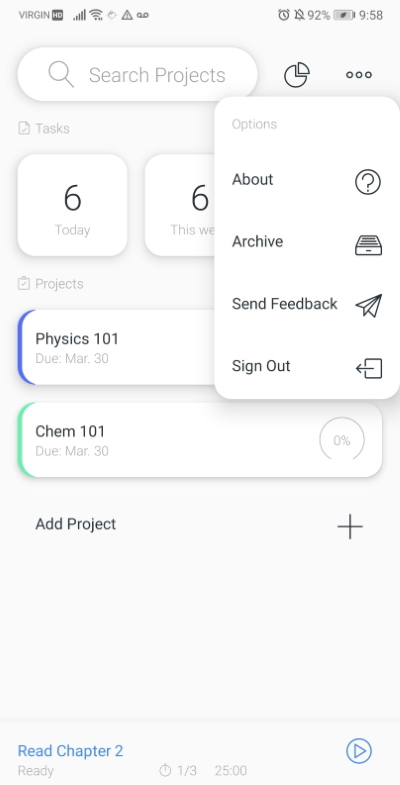 VIRGIN HD 92% 9:58
Search Projects
Tasks
Options
6
Today
6
This we
About
Archive
Projects
Send Feedback
Physics 101
Due: Mar. 30
Sign Out
Chem 101
Due: Mar. 30
0%
Add Project
Read Chapter 2
Ready 1/3 25:00